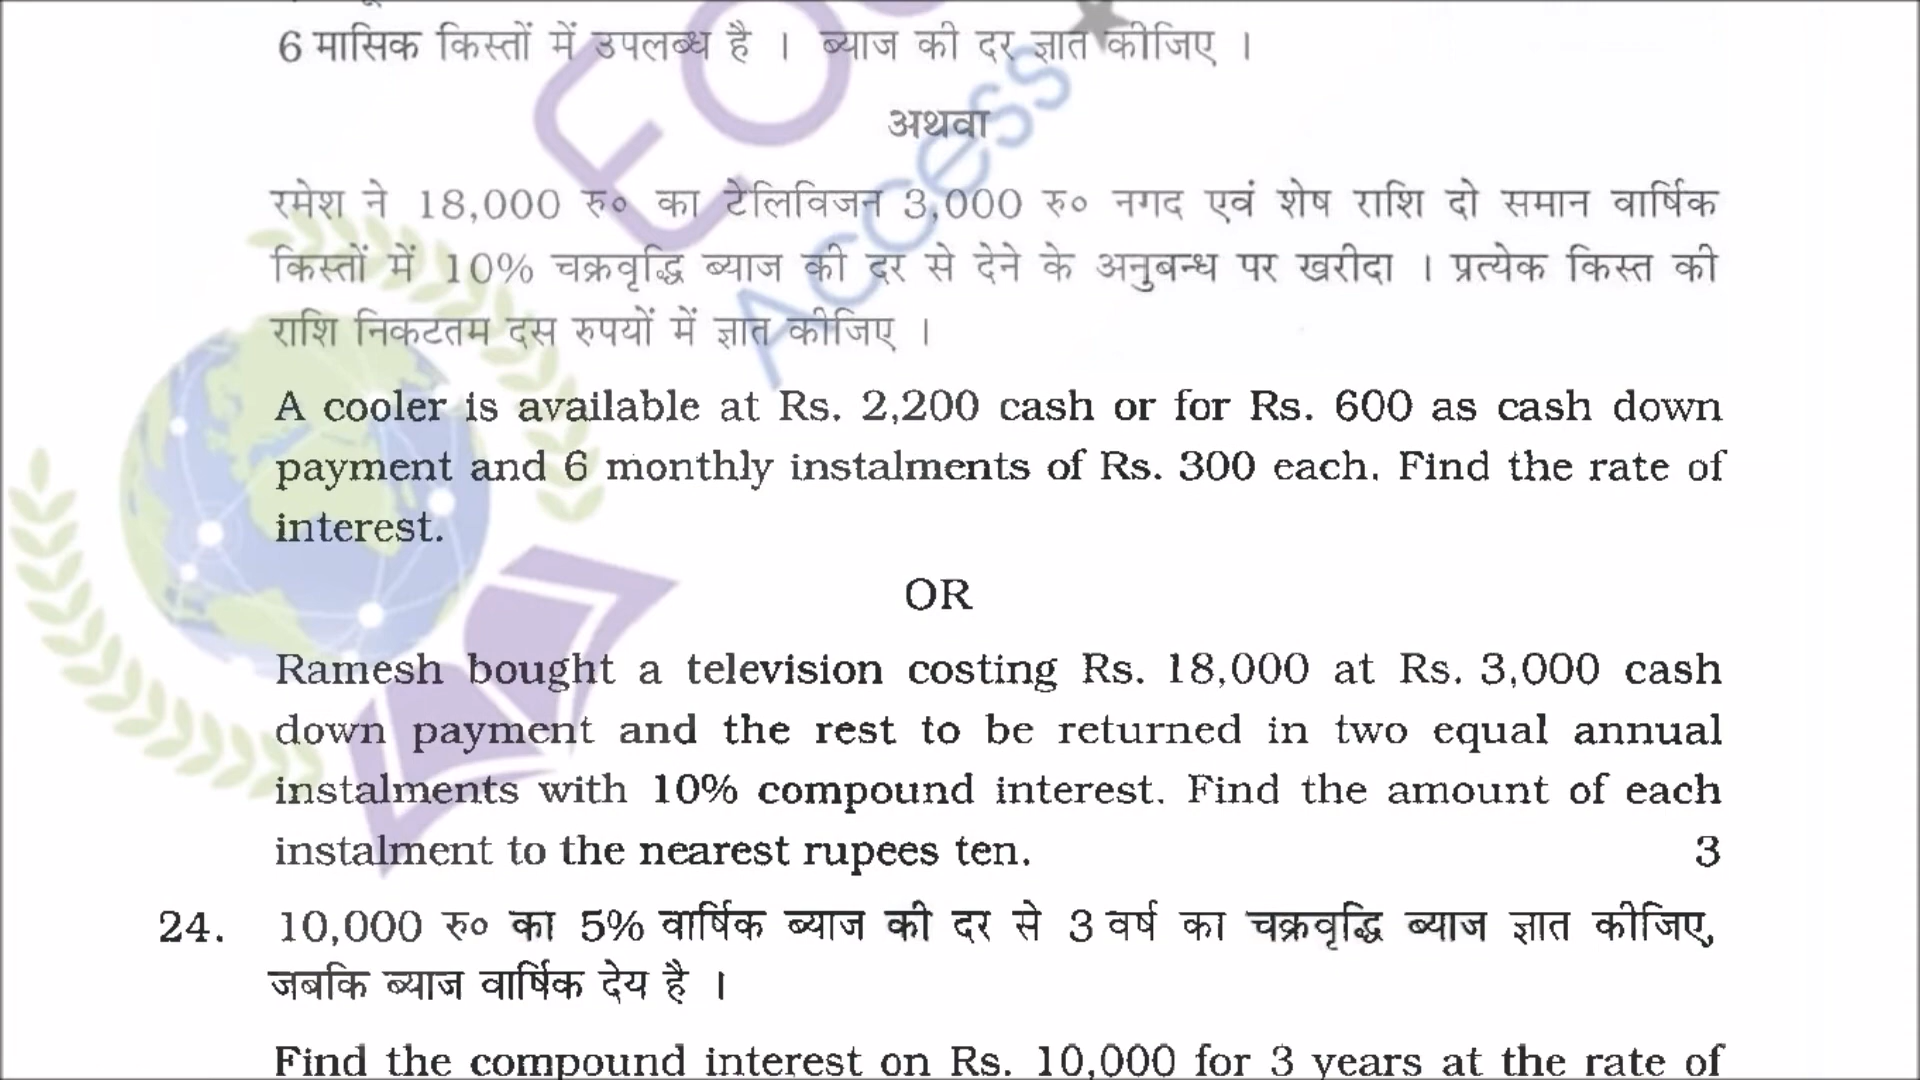 6 मासिक किस्तों में उपलब्ध है । ब्याज की दर ज्ञात कीजिए ।
अथवा
रमेश ने 18,000 रु० का टेलिविजन 3,000 रु० नगद एवं शेष राशि दो समान वार्षिक
किस्तों में 10% चक्रवृद्धि ब्याज की दर से देने के अनुबन्ध पर खरीदा । प्रत्येक किस्त की
राशि निकटतम दस रुपयों में ज्ञात कीजिए ।
Access
A cooler is available at Rs. 2,200 cash or for Rs. 600 as cash down
payment and 6 monthly instalments of Rs. 300 each. Find the rate of
interest.
OR
Ramesh bought a television costing Rs. 18,000 at Rs. 3,000 cash
down payment and the rest to be returned in two equal annual
instalments with 10% compound interest. Find the amount of each
instalment to the nearest rupees ten. 3
24. 10,000 रु० का 5% वार्षिक ब्याज की दर से 3 वर्ष का चक्रवृद्धि ब्याज ज्ञात कीजिए,
जबकि ब्याज वार्षिक देय है ।
Find the compound interest on Rs. 10,000 for 3 years at the rate of